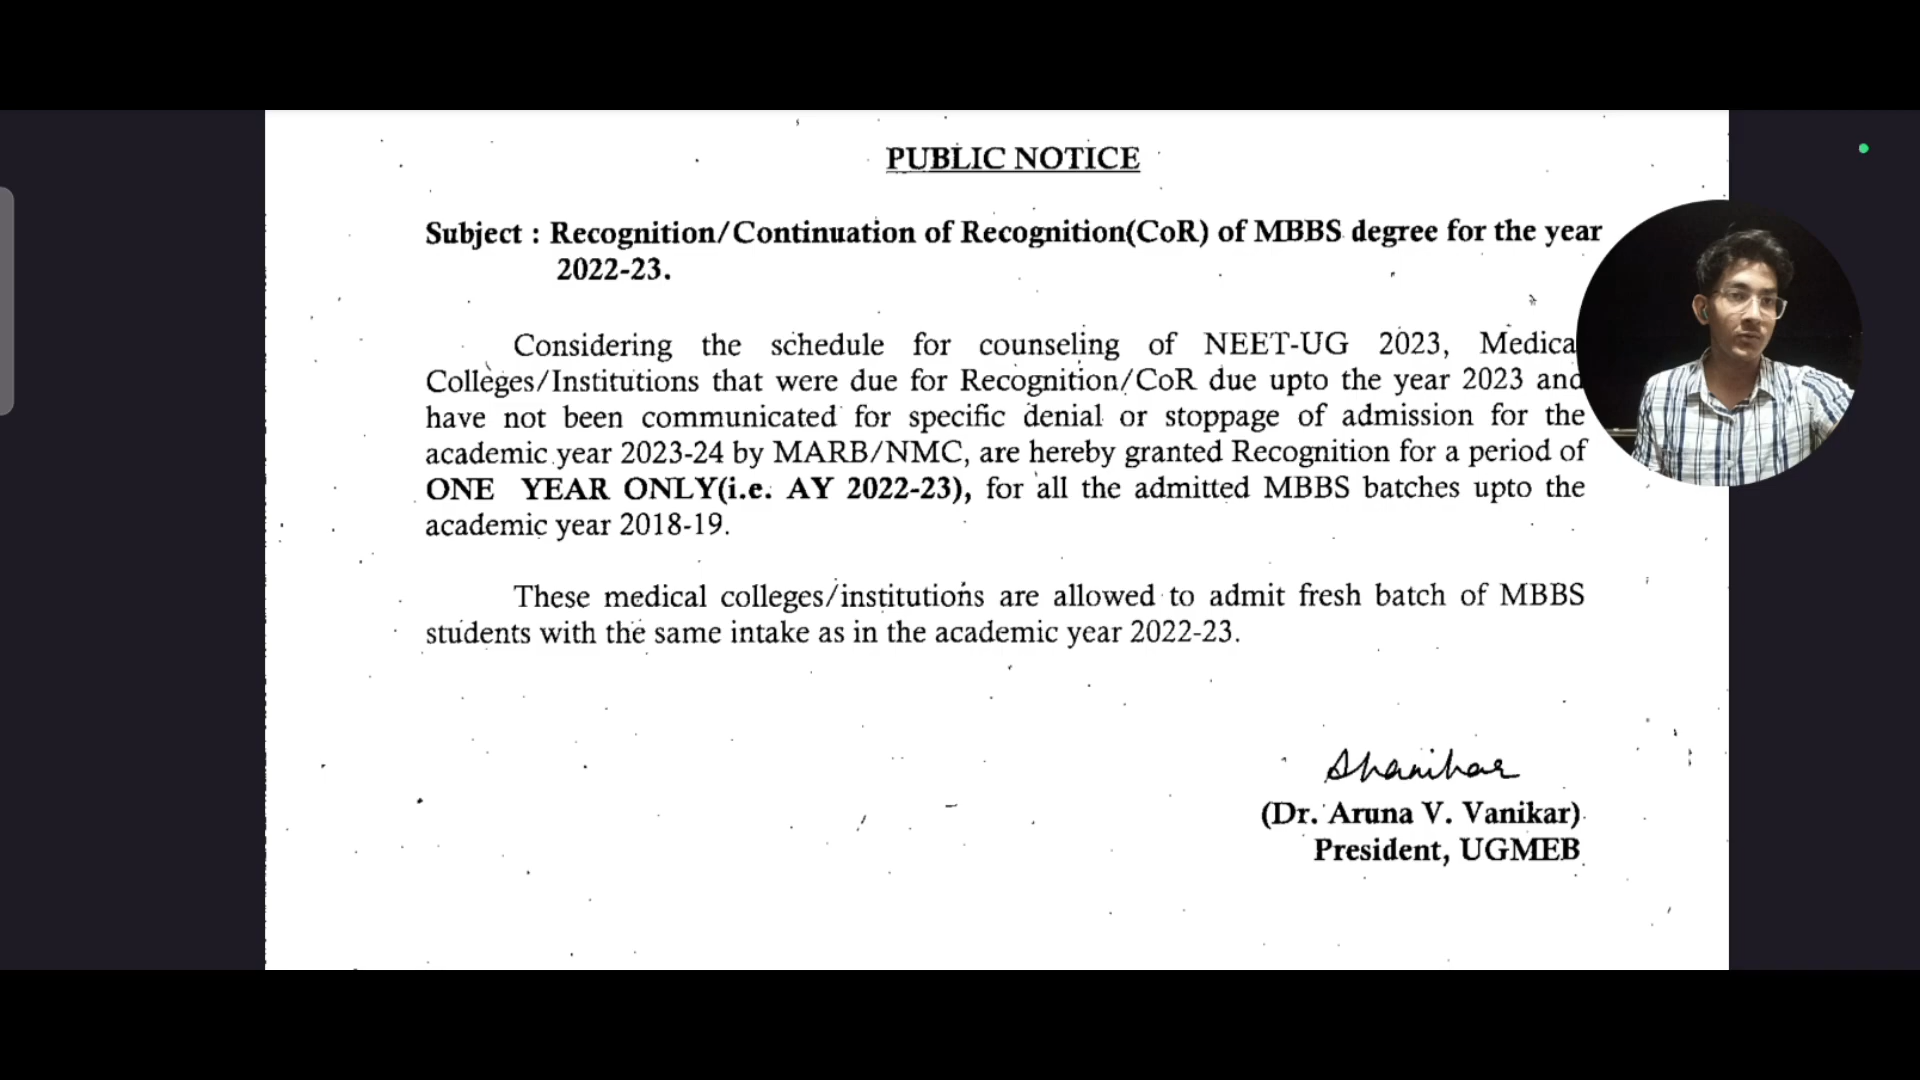 PUBLIC NOTICE
Subject : Recognition/Continuation of Recognition(CoR) of MBBS degree for the year
2022-23.
Considering the schedule for counseling of NEET-UG 2023, Medica
Colleges/Institutions that were due for Recognition/CoR due upto the year 2023 and
have not been communicated for specific denial or stoppage of admission for the
academic year 2023-24 by MARB/NMC, are hereby granted Recognition for a period of
ONE YEAR ONLY(i.e. AY 2022-23), for all the admitted MBBS batches upto the
academic year 2018-19.
These medical colleges/institutions are allowed to admit fresh batch of MBBS
students with the same intake as in the academic year 2022-23.
(Dr. Aruna V. Vanikar)
President, UGMEB